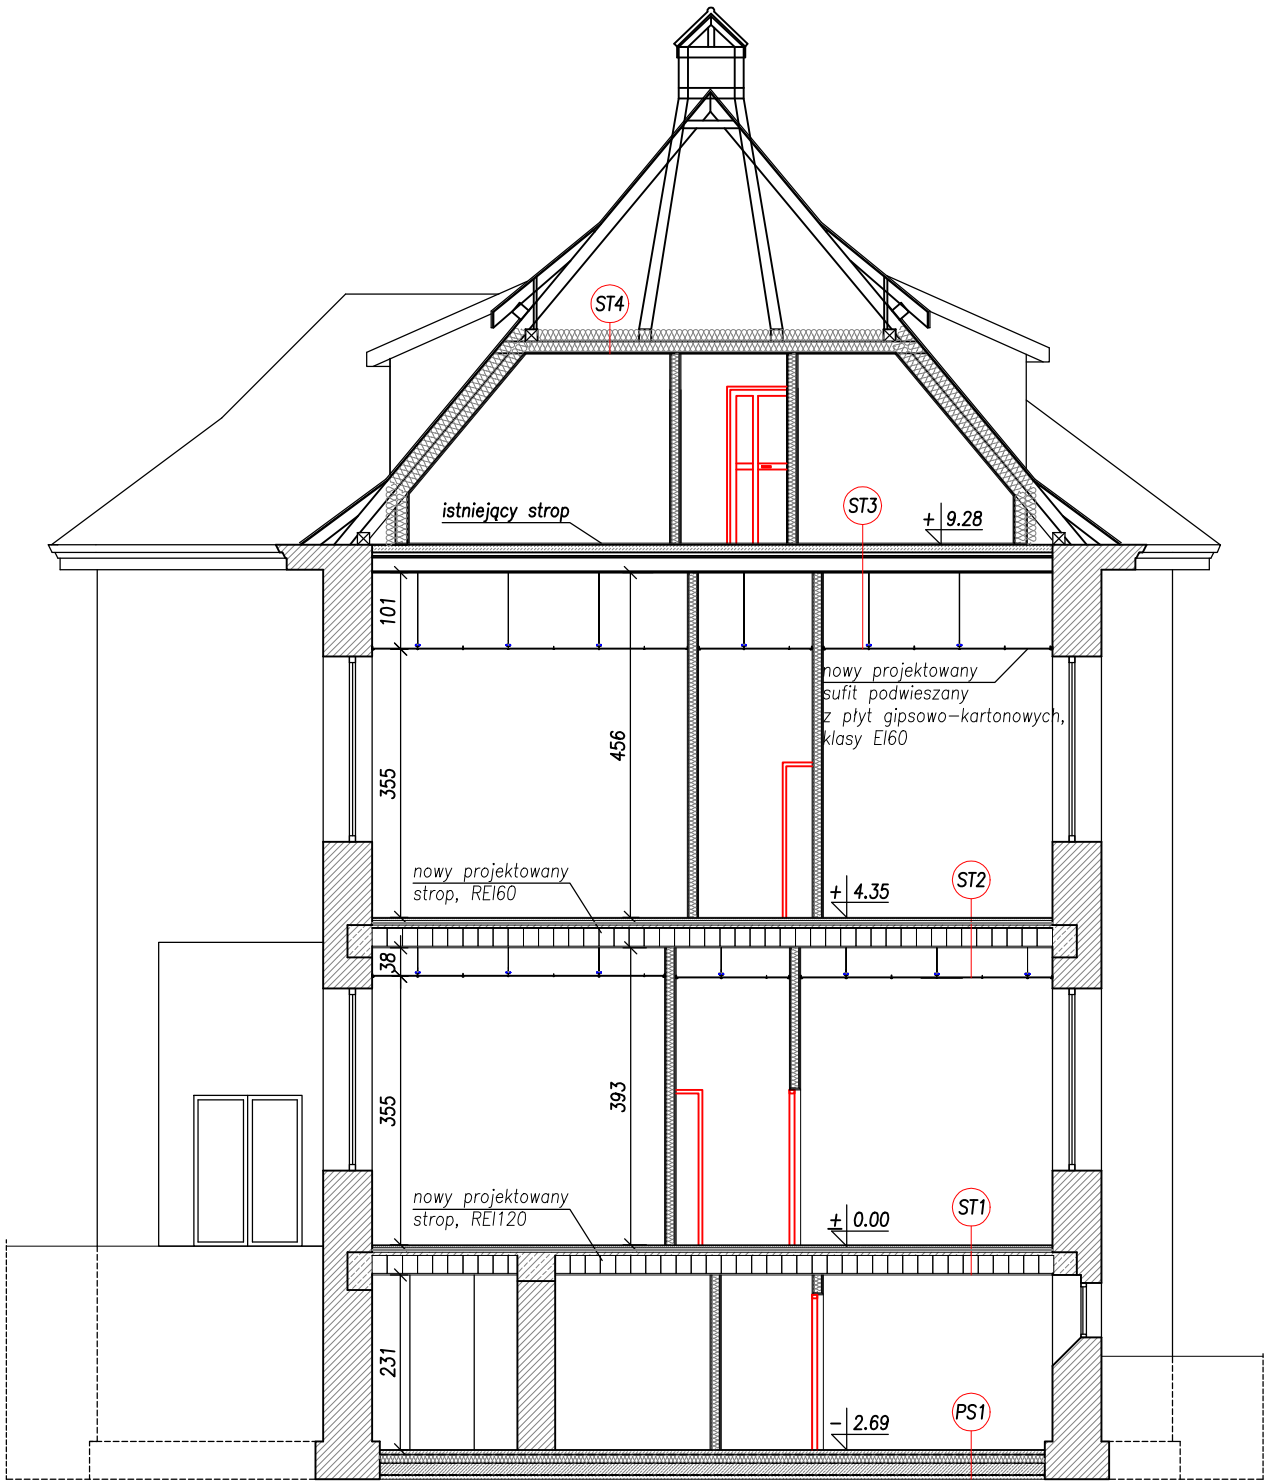 ST4
istniejący strop
ST3
+ 9.28
101
nowy projektowany
sufit podwieszany
z płyt gipsowo-kartonowych,
klasy EI60
456
355
nowy projektowany
strop, REI60
+ 4.35
ST2
38
355
393
nowy projektowany
strop, REI120
± 0.00
ST1
231
- 2.69
PS1